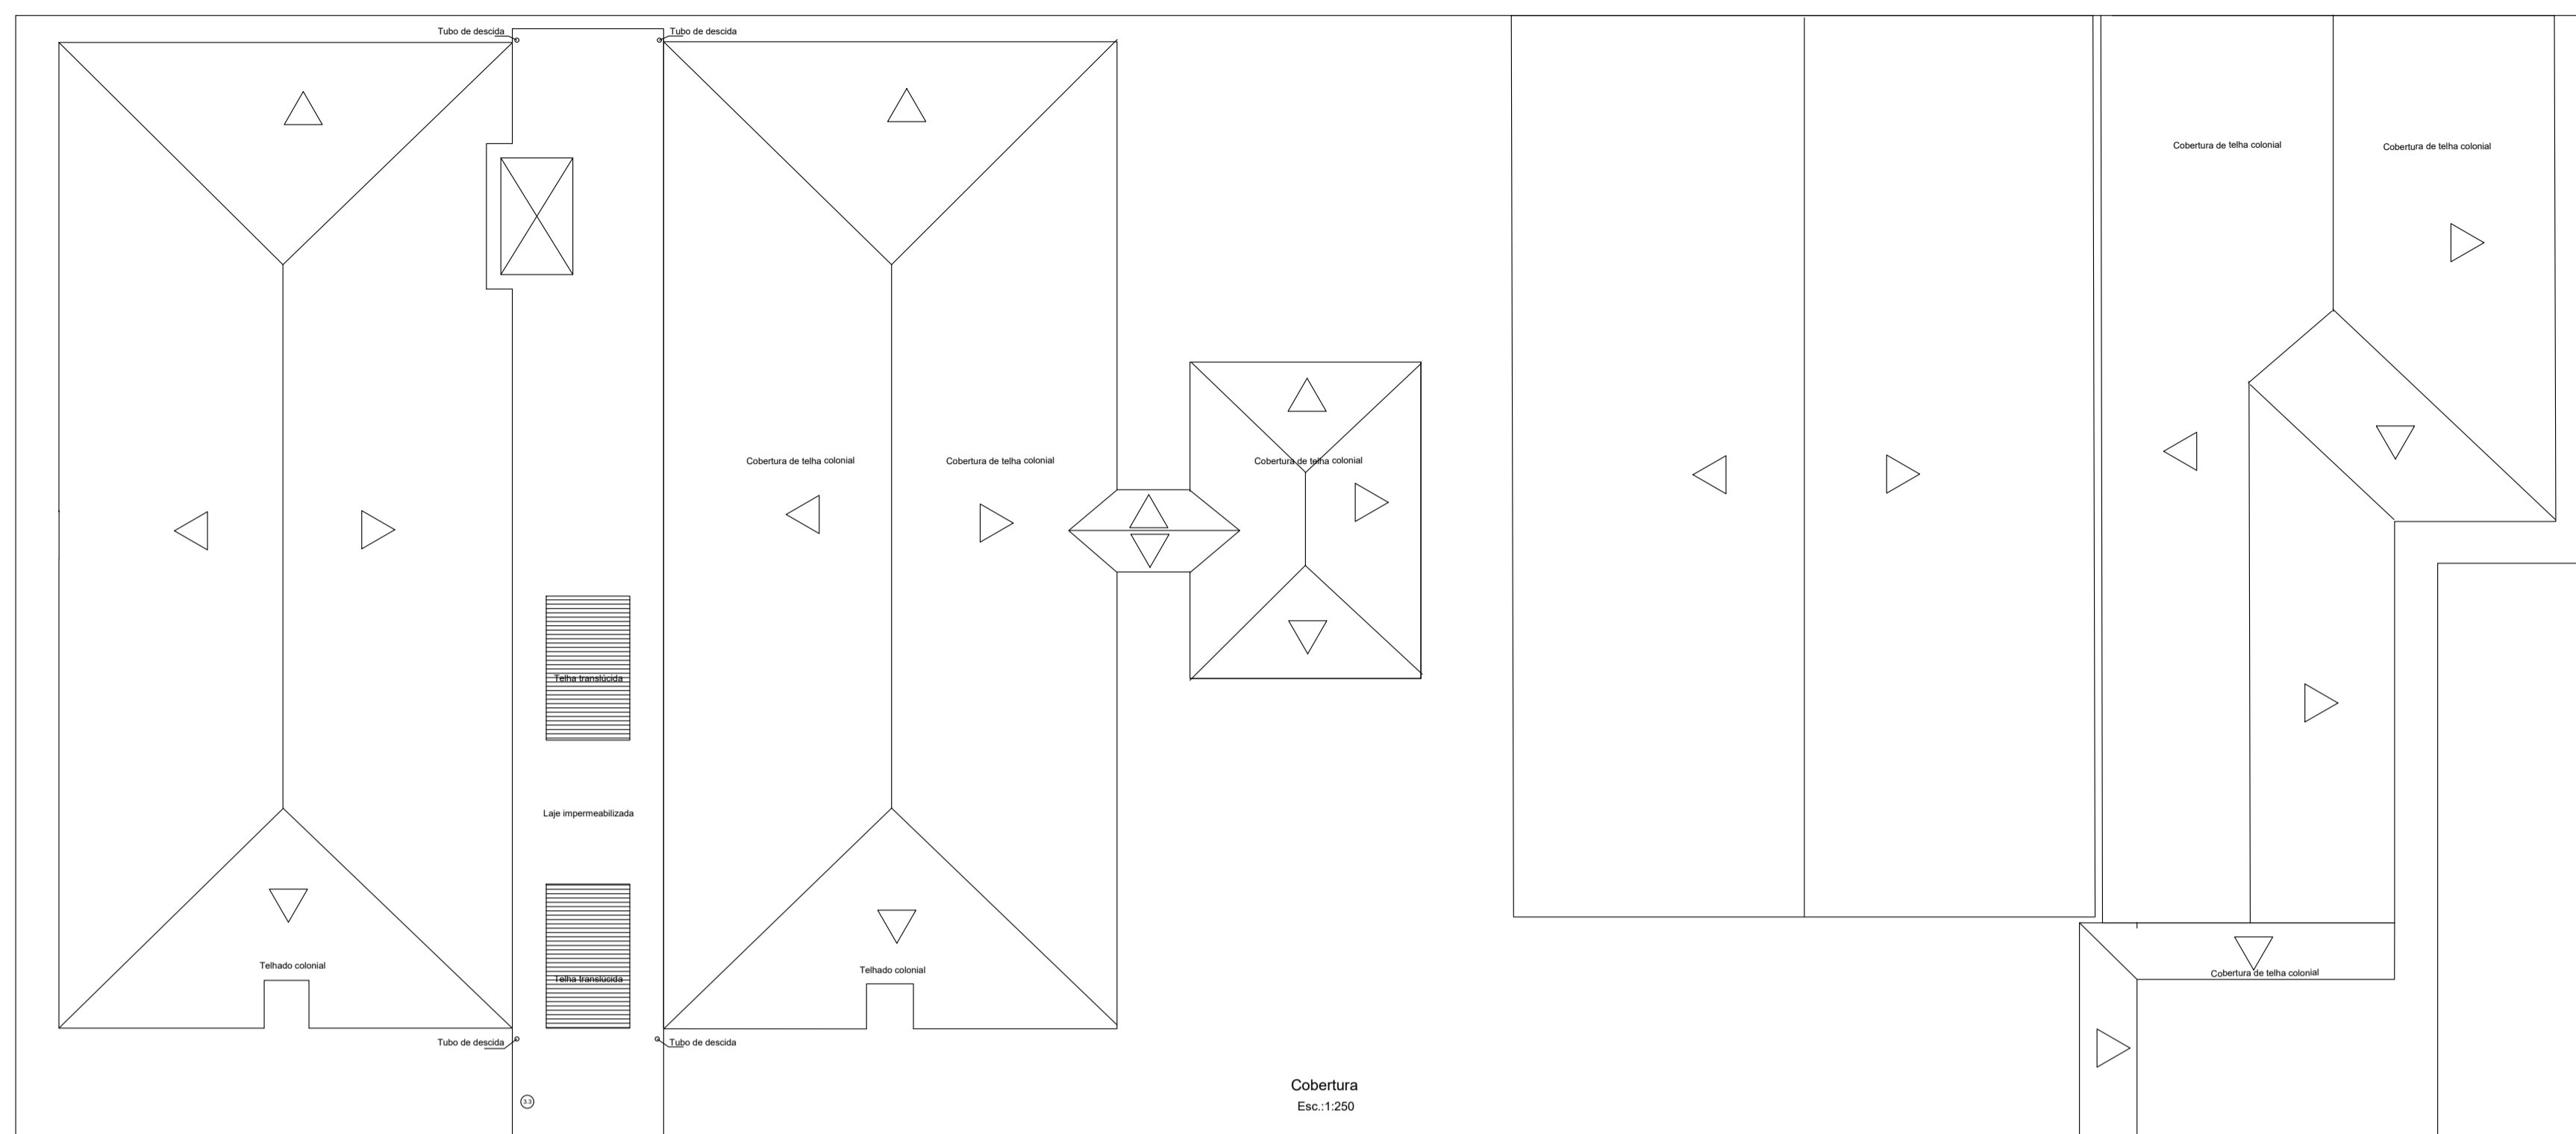 Tubo de descida
Tubo de descida
Cobertura de telha colonial
Cobertura de telha colonial
Cobertura de telha colonial
Cobertura de telha colonial
Cobertura de telha colonial
Telha translúcida
Laje impermeabilizada
Telhado colonial
Telhado colonial
Telha translúcida
Cobertura de telha colonial
Tubo de descida
Tubo de descida
Cobertura
3.3
Esc.:1:250